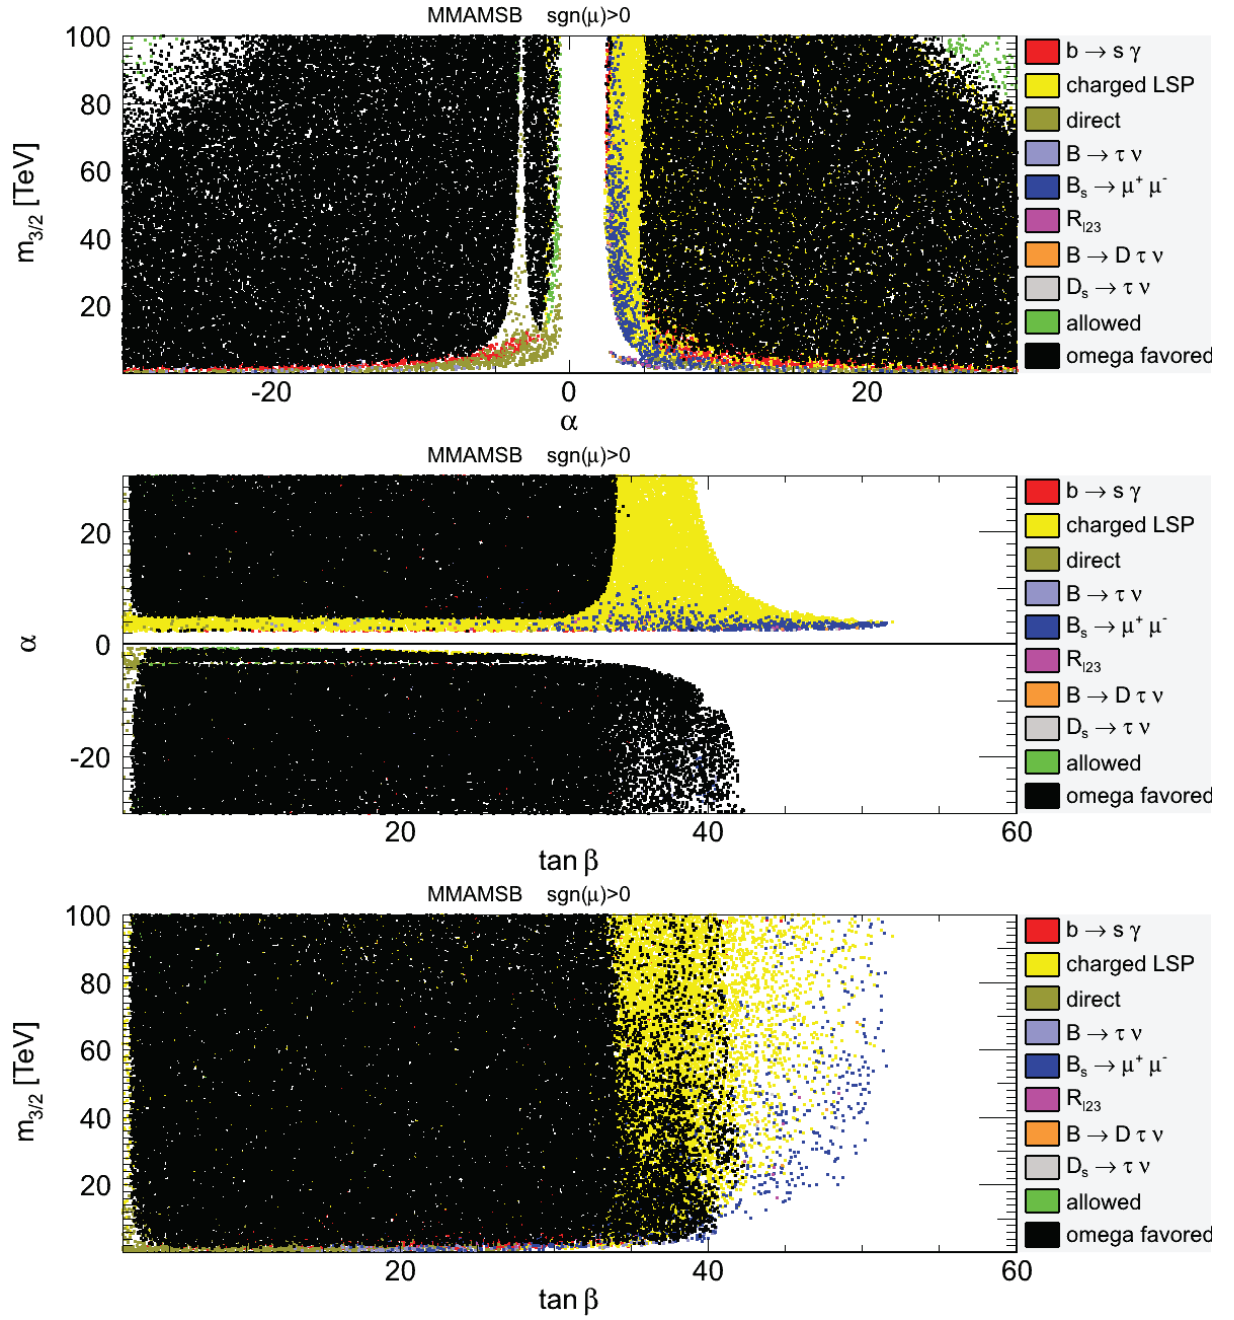 MMAMSB sgn(μ)>0
100
80
60
40
20
m3/2 [TeV]
-20 0 20
α
b → s γ
charged LSP
direct
B → τ ν
Bs → μ+ μ-
Rl23
B → D τ ν
Ds → τ ν
allowed
omega favored
MMAMSB sgn(μ)>0
20
0
-20
α
20 40 60
tan β
b → s γ
charged LSP
direct
B → τ ν
Bs → μ+ μ-
Rl23
B → D τ ν
Ds → τ ν
allowed
omega favored
MMAMSB sgn(μ)>0
100
80
60
40
20
m3/2 [TeV]
20 40 60
tan β
b → s γ
charged LSP
direct
B → τ ν
Bs → μ+ μ-
Rl23
B → D τ ν
Ds → τ ν
allowed
omega favored